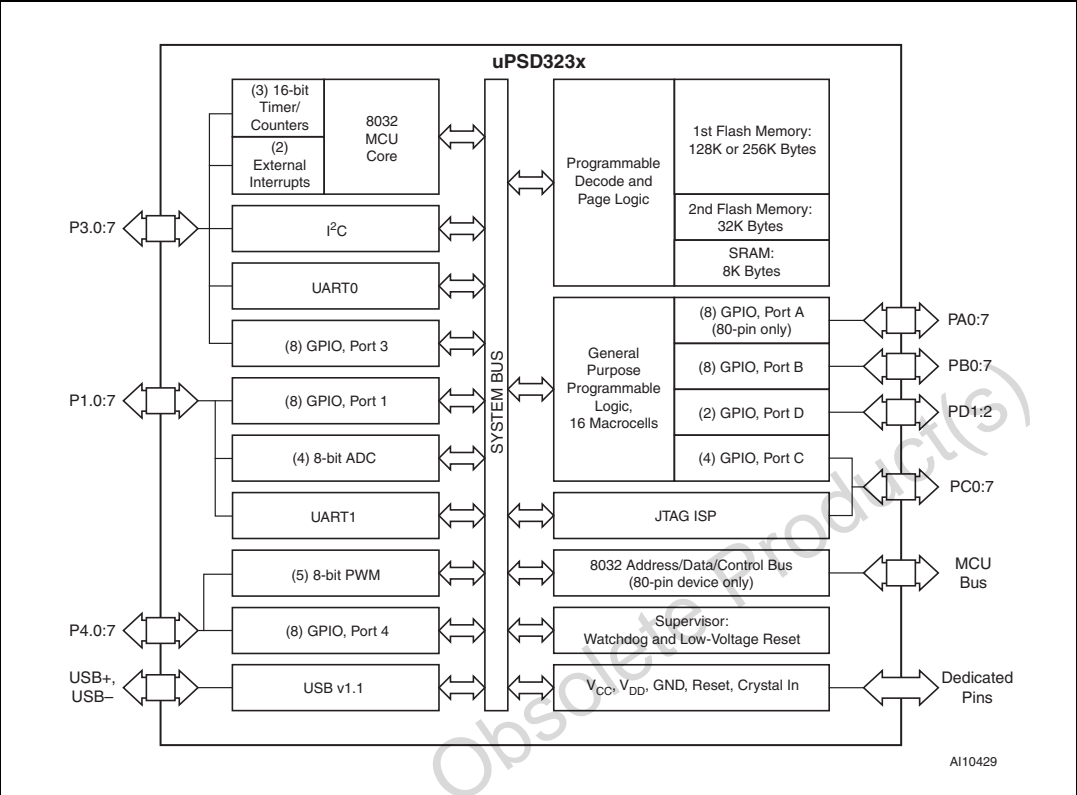 uPSD323x
(3) 16-bit
Timer/
Counters
(2)
External
Interrupts
8032
MCU
Core
P3.0:7
I²C
UART0
(8) GPIO, Port 3
P1.0:7
(8) GPIO, Port 1
(4) 8-bit ADC
UART1
(5) 8-bit PWM
P4.0:7
(8) GPIO, Port 4
USB+,
USB–
USB v1.1
SYSTEM BUS
Programmable
Decode and
Page Logic
1st Flash Memory:
128K or 256K Bytes
2nd Flash Memory:
32K Bytes
SRAM:
8K Bytes
General
Purpose
Programmable
Logic,
16 Macrocells
(8) GPIO, Port A
(80-pin only)
PA0:7
(8) GPIO, Port B
PB0:7
(2) GPIO, Port D
PD1:2
(4) GPIO, Port C
PC0:7
JTAG ISP
8032 Address/Data/Control Bus
(80-pin device only)
MCU
Bus
Supervisor:
Watchdog and Low-Voltage Reset
VCC, VDD, GND, Reset, Crystal In
Dedicated
Pins
AI10429
Obsolete Product(s)